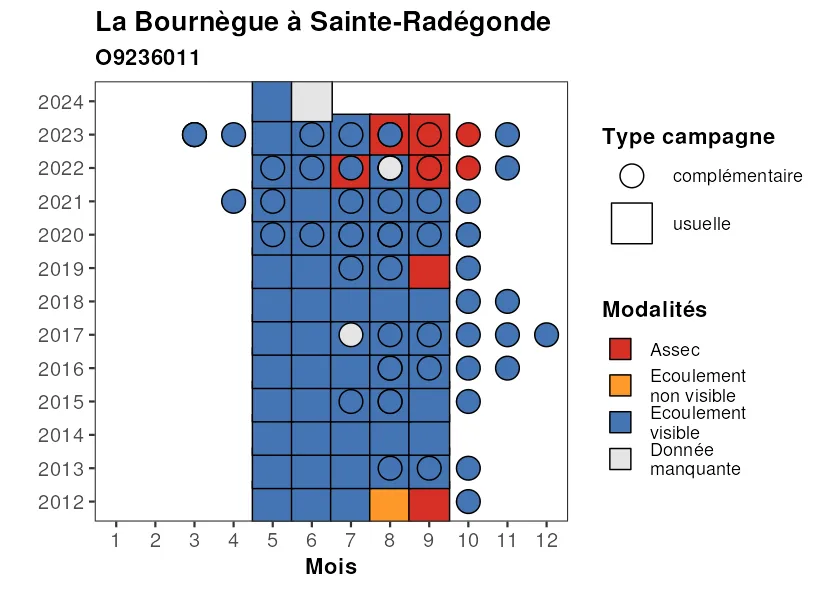 La Bournègue à Sainte-Radégonde
O9236011
2024
2023
2022
2021
2020
2019
2018
2017
2016
2015
2014
2013
2012
1 2 3 4 5 6 7 8 9 10 11 12
Mois
Type campagne
complémentaire
usuelle
Modalités
Assec
Ecoulement
non visible
Ecoulement
visible
Donnée
manquante